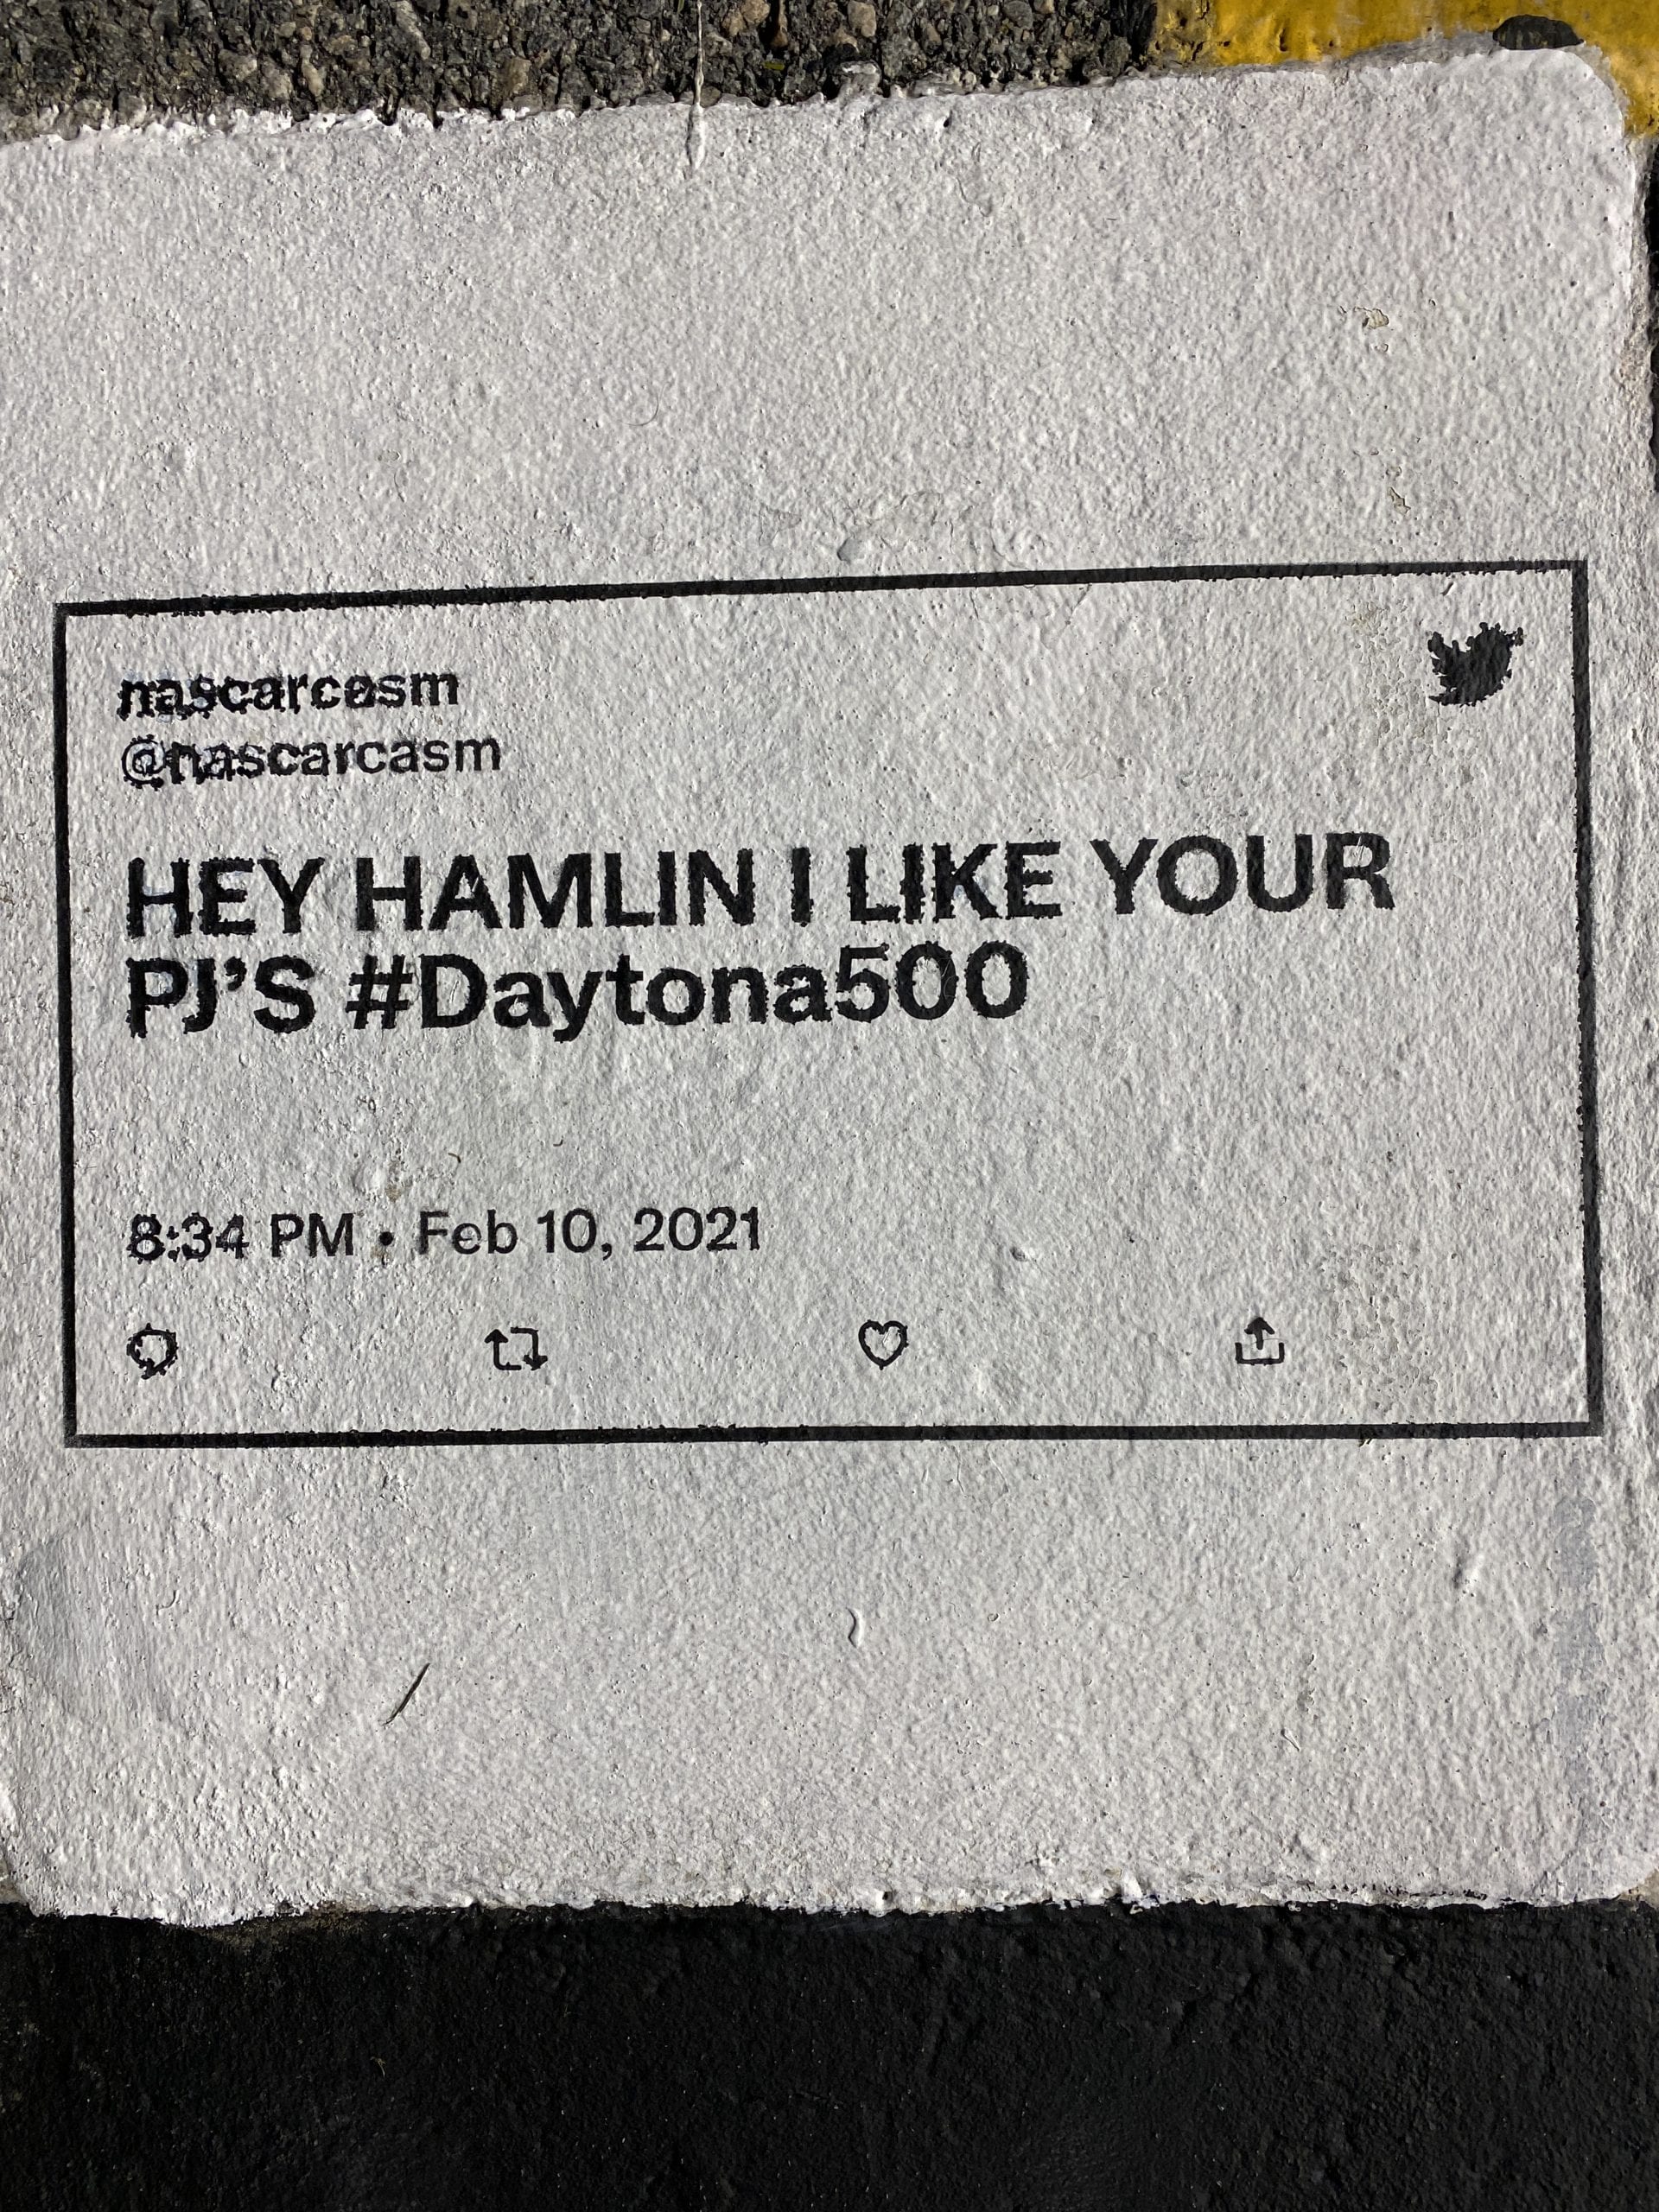 nascarcasm
@nascarcasm
HEY HAMLIN I LIKE YOUR
PJ’S #Daytona500
8:34 PM • Feb 10, 2021